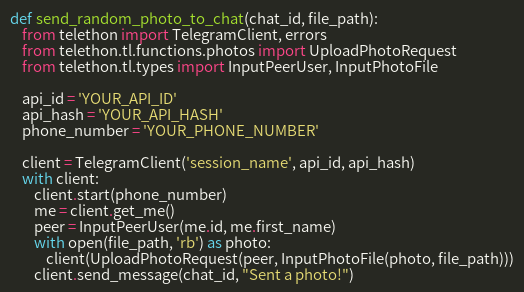 def send_random_photo_to_chat(chat_id, file_path):
from telethon import TelegramClient, errors
from telethon.tl.functions.photos import UploadPhotoRequest
from telethon.tl.types import InputPeerUser, InputPhotoFile
api_id = 'YOUR_API_ID'
api_hash = 'YOUR_API_HASH'
phone_number = 'YOUR_PHONE_NUMBER'
client = TelegramClient('session_name', api_id, api_hash)
with client:
client.start(phone_number)
me = client.get_me()
peer = InputPeerUser(me.id, me.first_name)
with open(file_path, 'rb') as photo:
client(UploadPhotoRequest(peer, InputPhotoFile(photo, file_path)))
client.send_message(chat_id, "Sent a photo!")